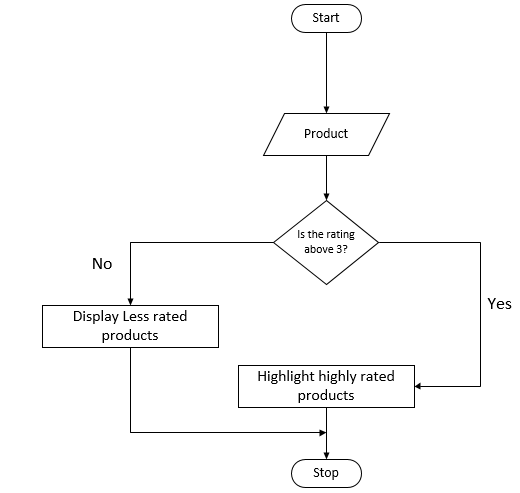 Start
Product
Is the rating
above 3?
No
Yes
Display Less rated
products
Highlight highly rated
products
Stop